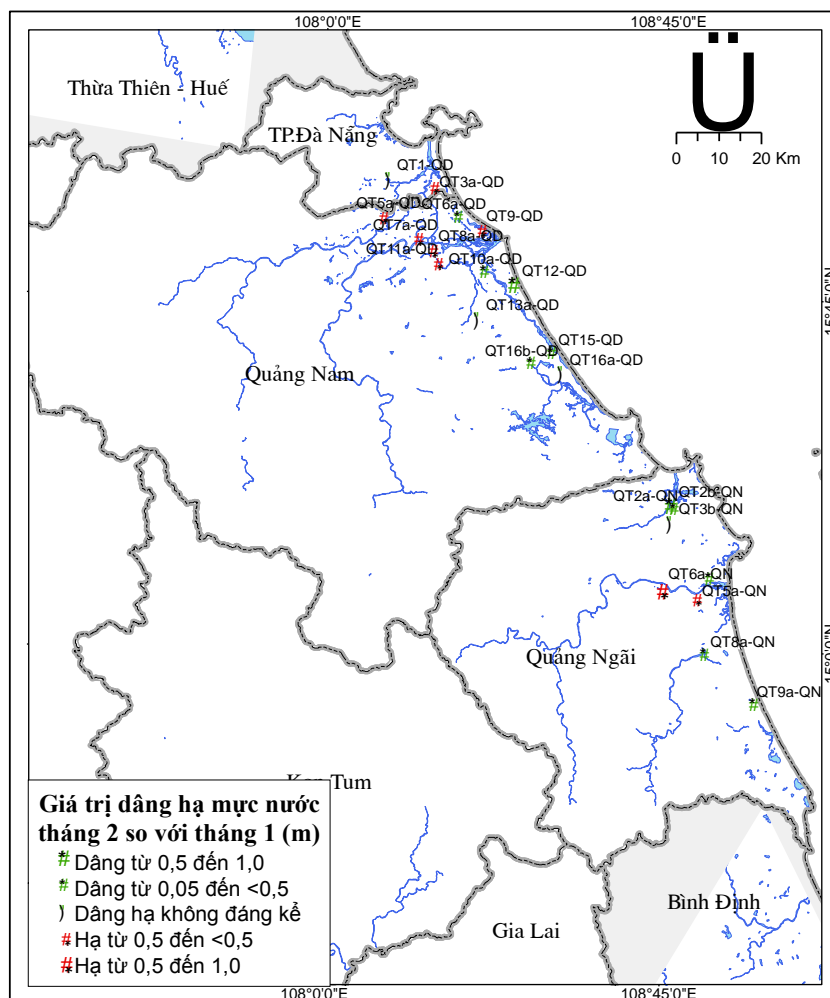 108°0'0"E
108°45'0"E
Thừa Thiên - Huế
Ü
TP.Đà Nẵng
0 10 20 Km
QT1-QD
QT3a-QD
QT5a-QD
QT6a-QD
QT9-QD
QT7a-QD
QT8a-QD
QT11a-QD
QT10a-QD
QT12-QD
15°45'0"N
QT13a-QD
QT15-QD
QT16b-QD
QT16a-QD
Quảng Nam
QT2a-QN
QT2b-QN
QT3b-QN
QT6a-QN
QT5a-QN
QT8a-QN
15°0'0"N
Quảng Ngãi
QT9a-QN
Kon Tum
Giá trị dâng hạ mực nước
tháng 2 so với tháng 1 (m)
Dâng từ 0,5 đến 1,0
Dâng từ 0,05 đến <0,5
Dâng hạ không đáng kể
Hạ từ 0,5 đến <0,5
Hạ từ 0,5 đến 1,0
Bình Định
Gia Lai
108°0'0"E
108°45'0"E